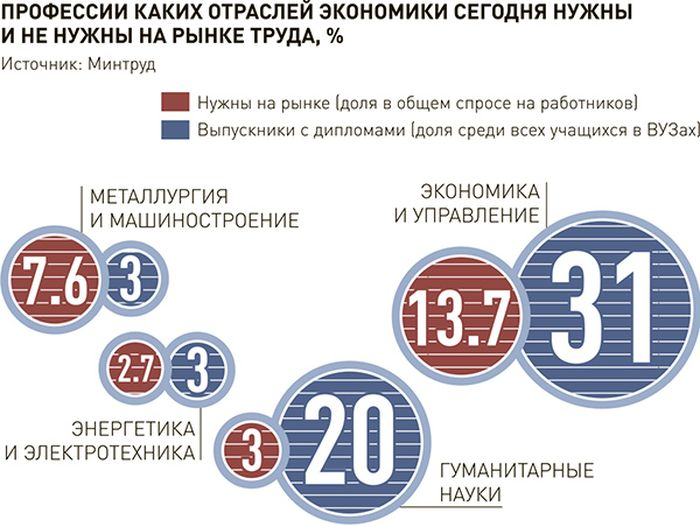 ПРОФЕССИИ КАКИХ ОТРАСЛЕЙ ЭКОНОМИКИ СЕГОДНЯ НУЖНЫ
И НЕ НУЖНЫ НА РЫНКЕ ТРУДА, %
Источник: Минтруд
Нужны на рынке (доля в общем спросе на работников)
Выпускники с дипломами (доля среди всех учащихся в ВУЗах)
МЕТАЛЛУРГИЯ
И МАШИНОСТРОЕНИЕ
7.6 3
ЭКОНОМИКА
И УПРАВЛЕНИЕ
13.7 31
2.7 3
ЭНЕРГЕТИКА
И ЭЛЕКТРОТЕХНИКА
3 20
ГУМАНИТАРНЫЕ
НАУКИ